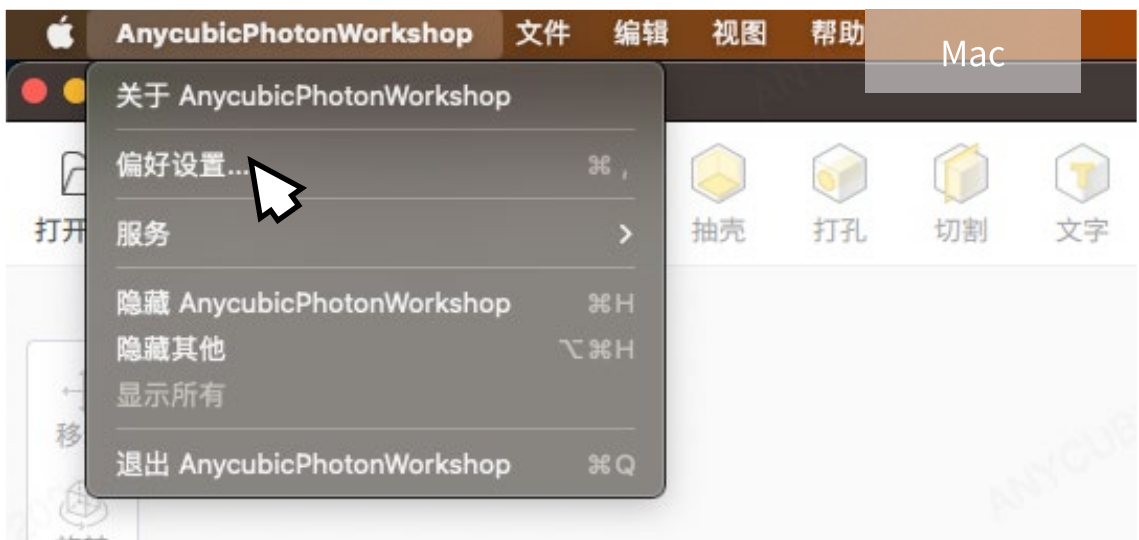 AnycubicPhotonWorkshop 文件 编辑 视图 帮助
Mac
关于 AnycubicPhotonWorkshop
偏好设置... ⌘ ,
打开 服务 抽壳 打孔 切割 文字
隐藏 AnycubicPhotonWorkshop ⌘H
隐藏其他 ⌥⌘H
显示所有
移
退出 AnycubicPhotonWorkshop ⌘Q
ANYCUB